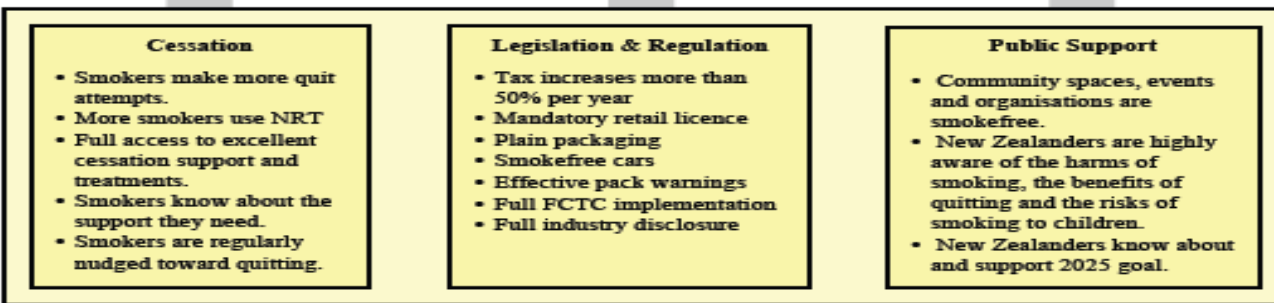 Cessation
• Smokers make more quit
attempts.
• More smokers use NRT
• Full access to excellent
cessation support and
treatments.
• Smokers know about the
support they need.
• Smokers are regularly
nudged toward quitting.
Legislation & Regulation
• Tax increases more than
50% per year
• Mandatory retail licence
• Plain packaging
• Smokefree cars
• Effective pack warnings
• Full FCTC implementation
• Full industry disclosure
Public Support
• Community spaces, events
and organisations are
smokefree.
• New Zealanders are highly
aware of the harms of
smoking, the benefits of
quitting and the risks of
smoking to children.
• New Zealanders know about
and support 2025 goal.